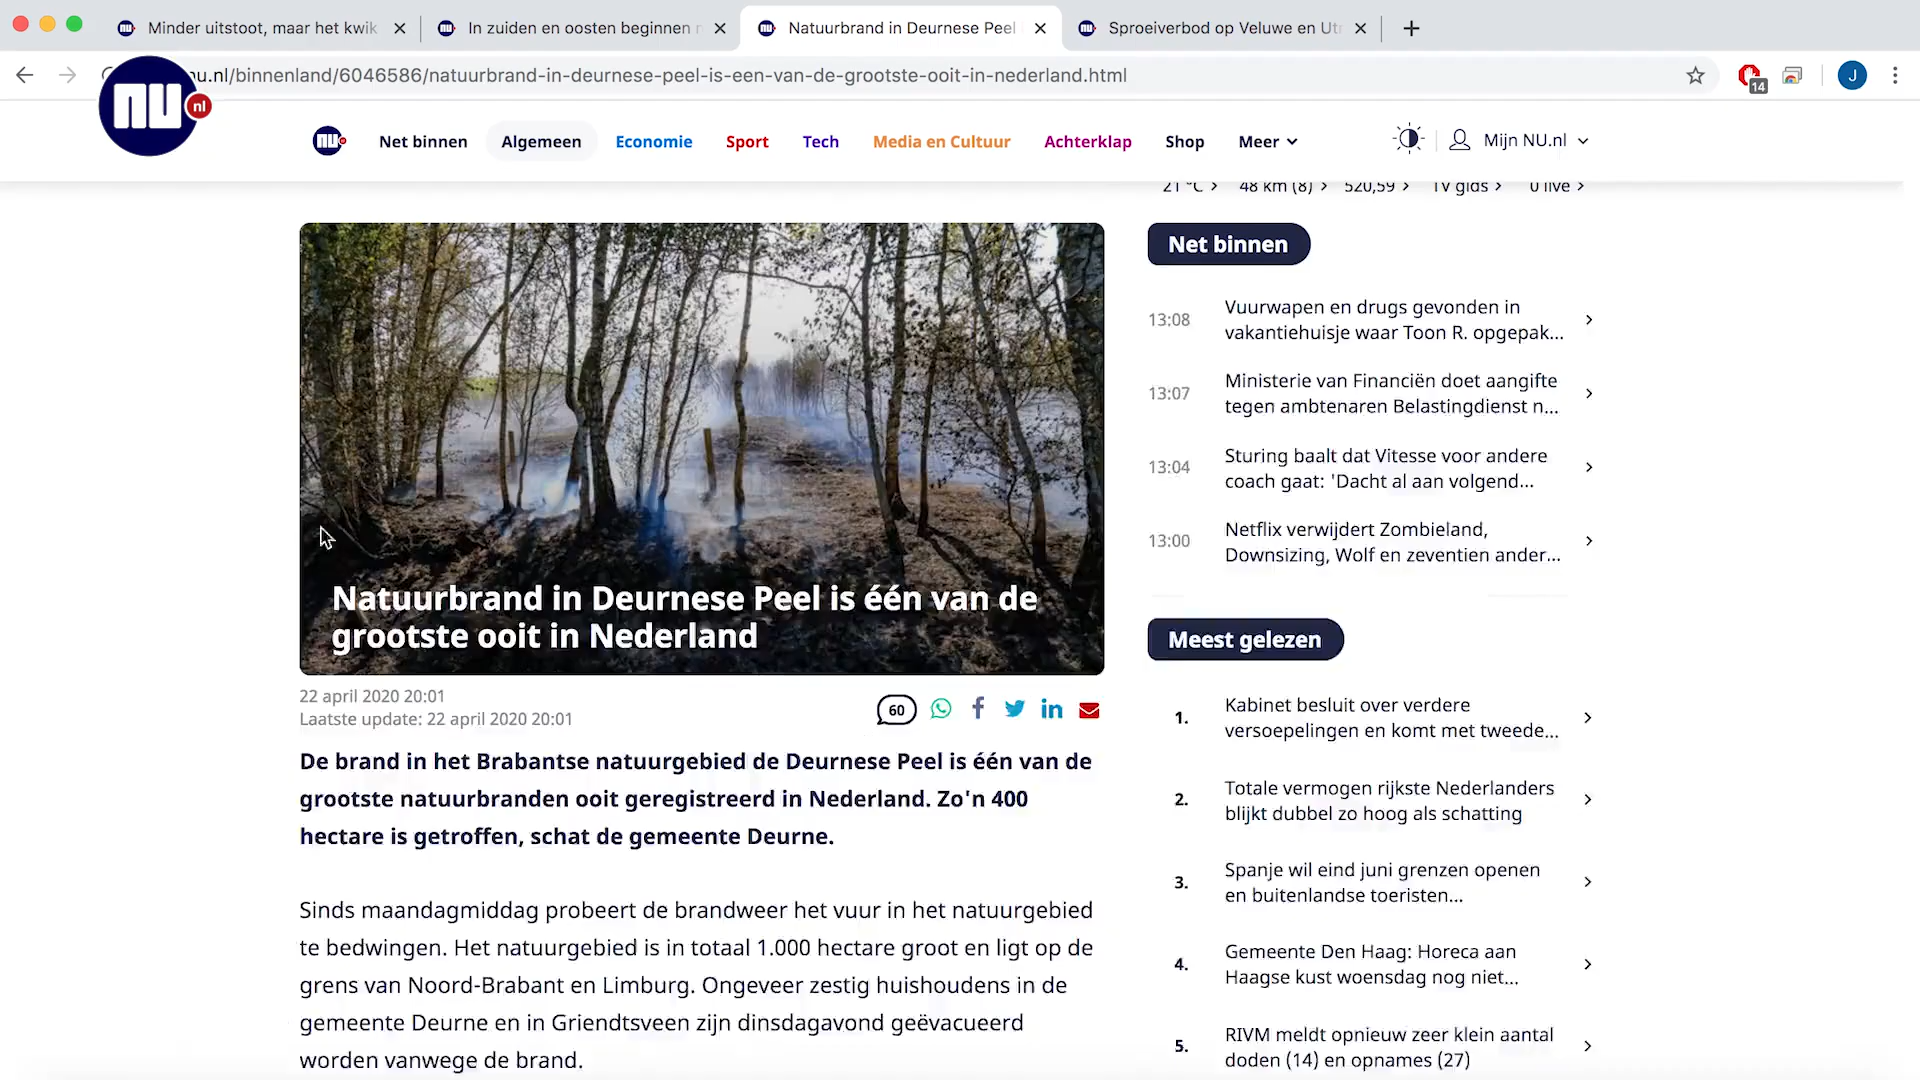 Minder uitstoot, maar het kwik
In zuiden en oosten beginnen
Natuurbrand in Deurnese Peel
Sproeiverbod op Veluwe en Ut
nu.nl/binnenland/6046586/natuurbrand-in-deurnese-peel-is-een-van-de-grootste-ooit-in-nederland.html
14
J
nu nl
nu
Net binnen
Algemeen
Economie
Sport
Tech
Media en Cultuur
Achterklap
Shop
Meer
Mijn NU.nl
21 °C
48 km (8)
520,59
TV gids
0 live
Natuurbrand in Deurnese Peel is één van de
grootste ooit in Nederland
22 april 2020 20:01
Laatste update: 22 april 2020 20:01
60
De brand in het Brabantse natuurgebied de Deurnese Peel is één van de
grootste natuurbranden ooit geregistreerd in Nederland. Zo'n 400
hectare is getroffen, schat de gemeente Deurne.
Sinds maandagmiddag probeert de brandweer het vuur in het natuurgebied
te bedwingen. Het natuurgebied is in totaal 1.000 hectare groot en ligt op de
grens van Noord-Brabant en Limburg. Ongeveer zestig huishoudens in de
gemeente Deurne en in Griendtsveen zijn dinsdagavond geëvacueerd
worden vanwege de brand.
Net binnen
13:08
Vuurwapen en drugs gevonden in
vakantiehuisje waar Toon R. opgepak...
13:07
Ministerie van Financiën doet aangifte
tegen ambtenaren Belastingdienst n...
13:04
Sturing baalt dat Vitesse voor andere
coach gaat: 'Dacht al aan volgend...
13:00
Netflix verwijdert Zombieland,
Downsizing, Wolf en zeventien ander...
Meest gelezen
1.
Kabinet besluit over verdere
versoepelingen en komt met tweede...
2.
Totale vermogen rijkste Nederlanders
blijkt dubbel zo hoog als schatting
3.
Spanje wil eind juni grenzen openen
en buitenlandse toeristen...
4.
Gemeente Den Haag: Horeca aan
Haagse kust woensdag nog niet...
5.
RIVM meldt opnieuw zeer klein aantal
doden (14) en opnames (27)